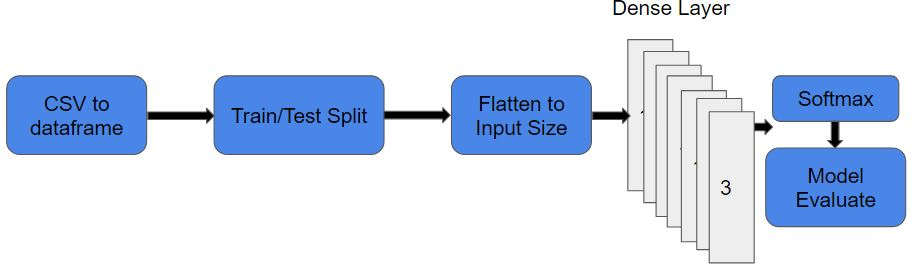 Dense Layer
CSV to
dataframe
Train/Test Split
Flatten to
Input Size
3
Softmax
Model
Evaluate